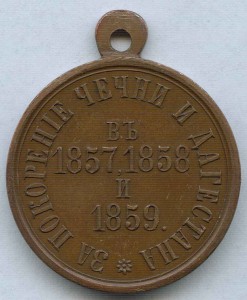 ЗА ПОКОРЕНІЕ ЧЕЧНИ И ДАГЕСТАНА
ВЪ
1857, 1858
И
1859.